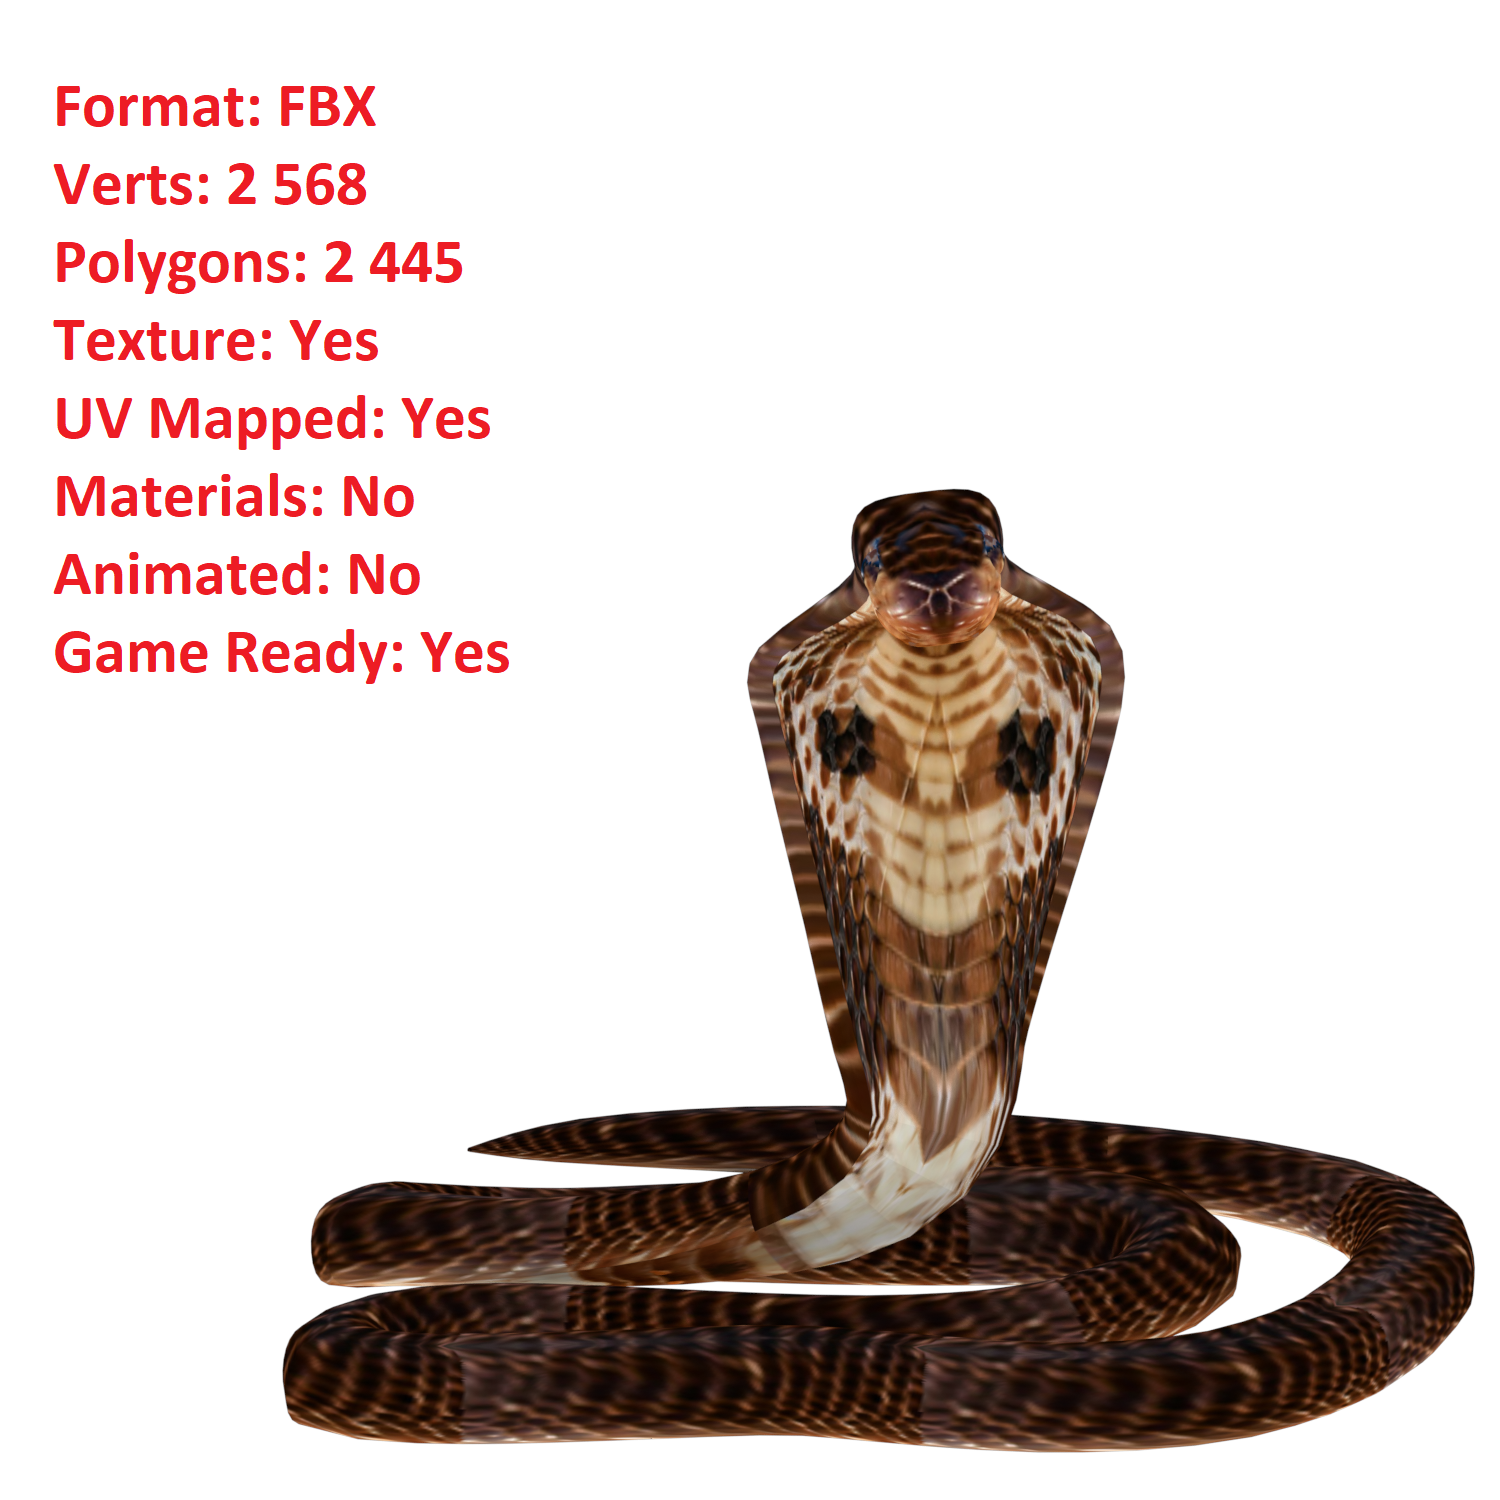 Format: FBX
Verts: 2 568
Polygons: 2 445
Texture: Yes
UV Mapped: Yes
Materials: No
Animated: No
Game Ready: Yes